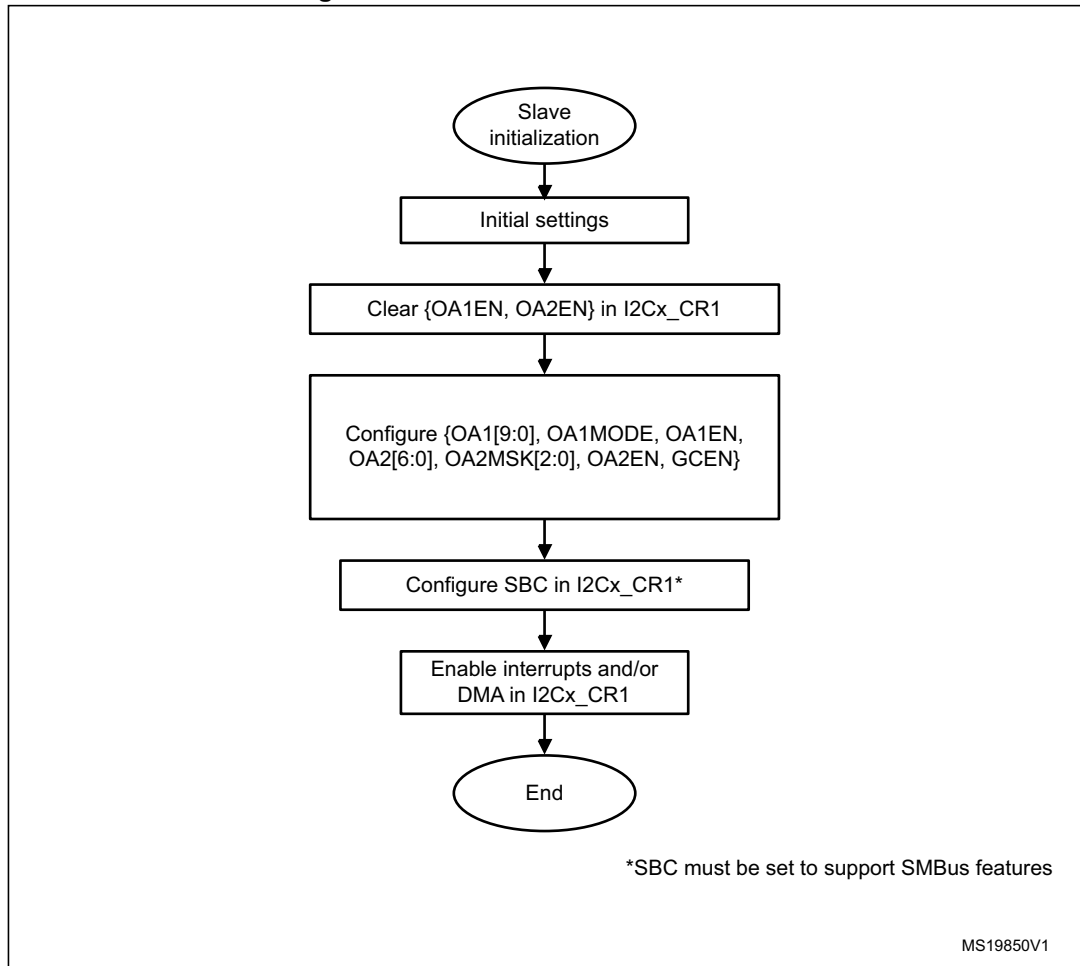 Slave
initialization
Initial settings
Clear {OA1EN, OA2EN} in I2Cx_CR1
Configure {OA1[9:0], OA1MODE, OA1EN,
OA2[6:0], OA2MSK[2:0], OA2EN, GCEN}
Configure SBC in I2Cx_CR1*
Enable interrupts and/or
DMA in I2Cx_CR1
End
*SBC must be set to support SMBus features
MS19850V1